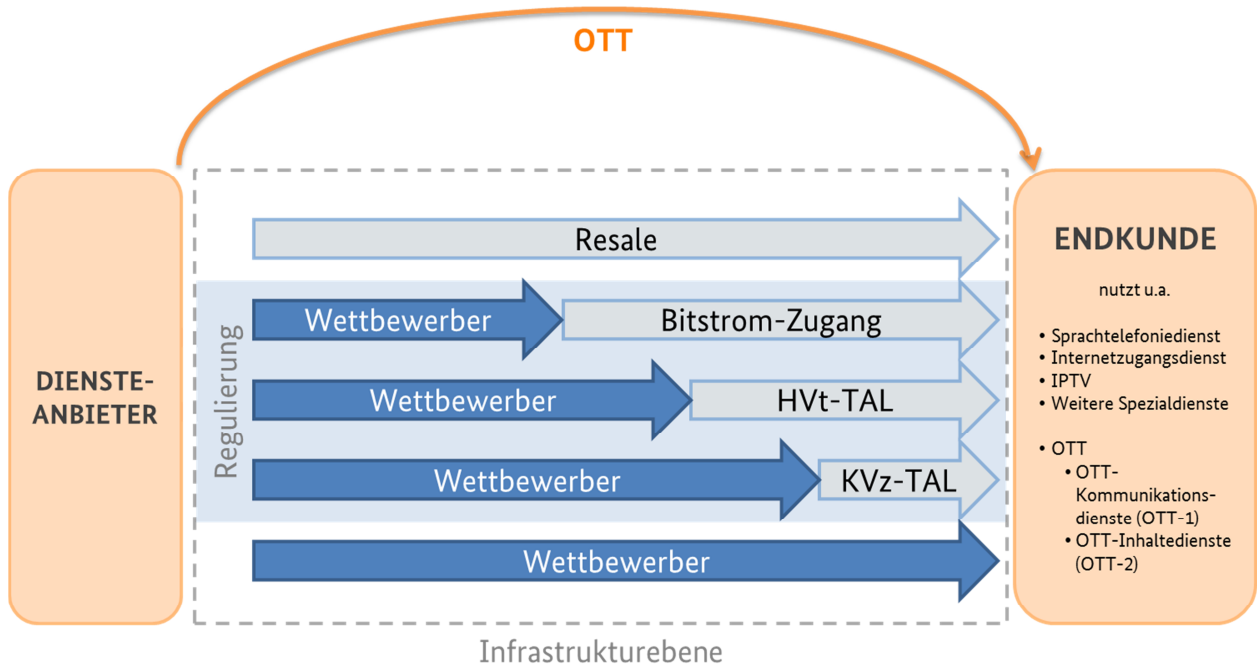 OTT
DIENSTE-
ANBIETER
Regulierung
Resale
Wettbewerber
Bitstrom-Zugang
Wettbewerber
HVt-TAL
Wettbewerber
KVz-TAL
Wettbewerber
Infrastrukturebene
ENDKUNDE
nutzt u.a.
• Sprachtelefoniedienst
• Internetzugangsdienst
• IPTV
• Weitere Spezialdienste
• OTT
• OTT-
Kommunikations-
dienste (OTT-1)
• OTT-Inhaltedienste
(OTT-2)